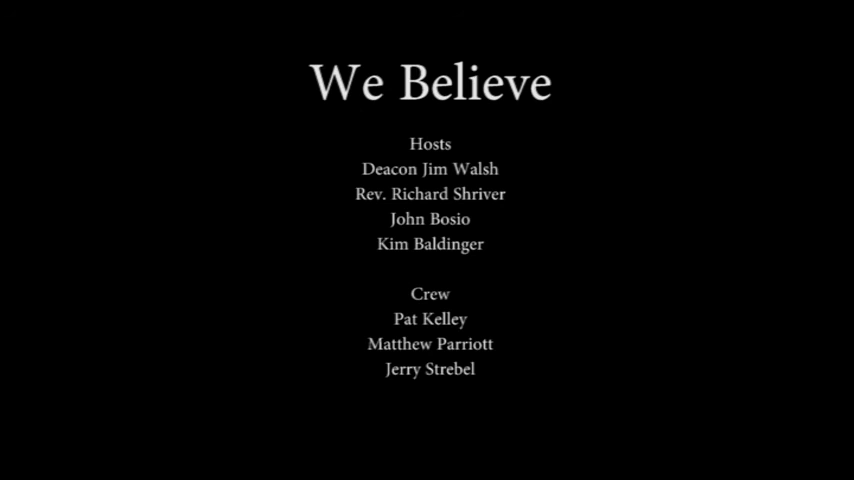 We Believe
Hosts
Deacon Jim Walsh
Rev. Richard Shriver
John Bosio
Kim Baldinger
Crew
Pat Kelley
Matthew Parriott
Jerry Strebel